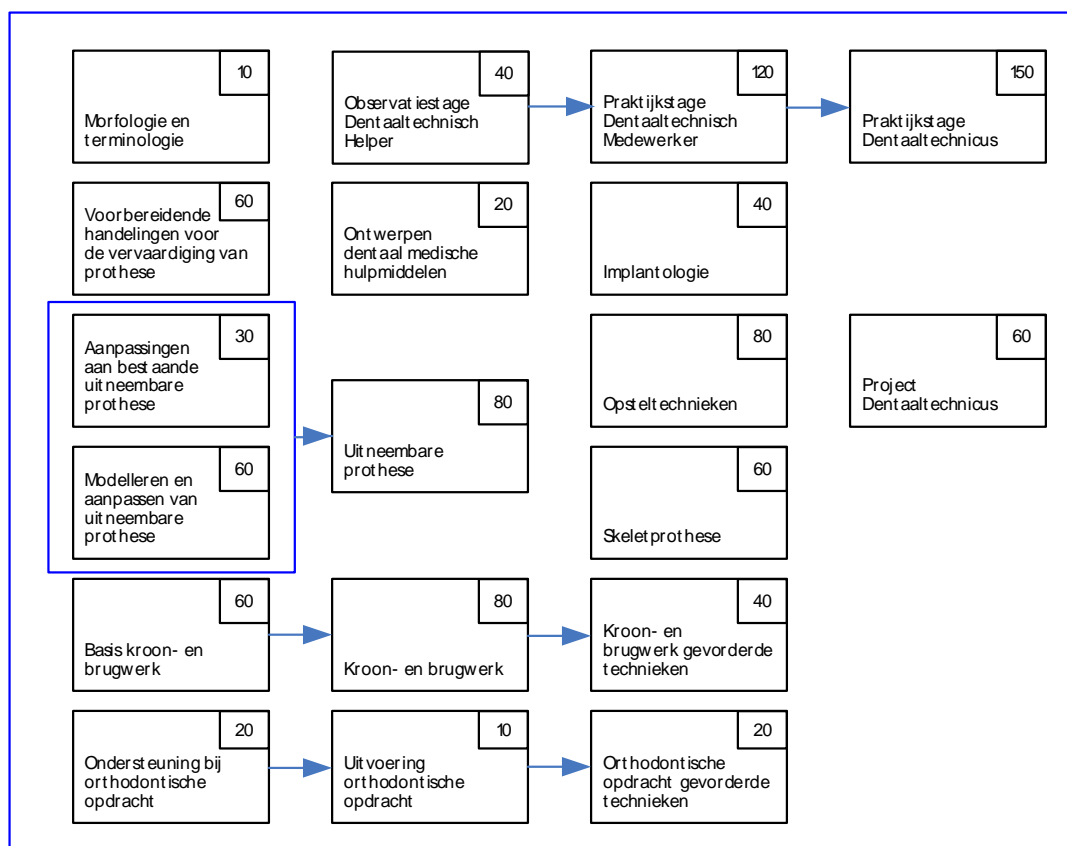 10
Morfologie en
terminologie
40
Observatiestage
Dentaaltechnisch
Helper
120
Praktijkstage
Dentaaltechnisch
Medewerker
150
Praktijkstage
Dentaaltechnicus
60
Voorbereidende
handelingen voor
de vervaardiging van
prothese
20
Ontwerpen
dentaal medische
hulpmiddelen
40
Implantologie
30
Aanpassingen
aan bestaande
uitneembare
prothese
80
Uitneembare
prothese
80
Opsteltechnieken
60
Project
Dentaaltechnicus
60
Modelleren en
aanpassen van
uitneembare
prothese
60
Skeletprothese
60
Basis kroon- en
brugwerk
80
Kroon- en brugwerk
40
Kroon- en
brugwerk gevorderde
technieken
20
Ondersteuning bij
orthodontische
opdracht
10
Uitvoering
orthodontische
opdracht
20
Orthodontische
opdracht gevorderde
technieken